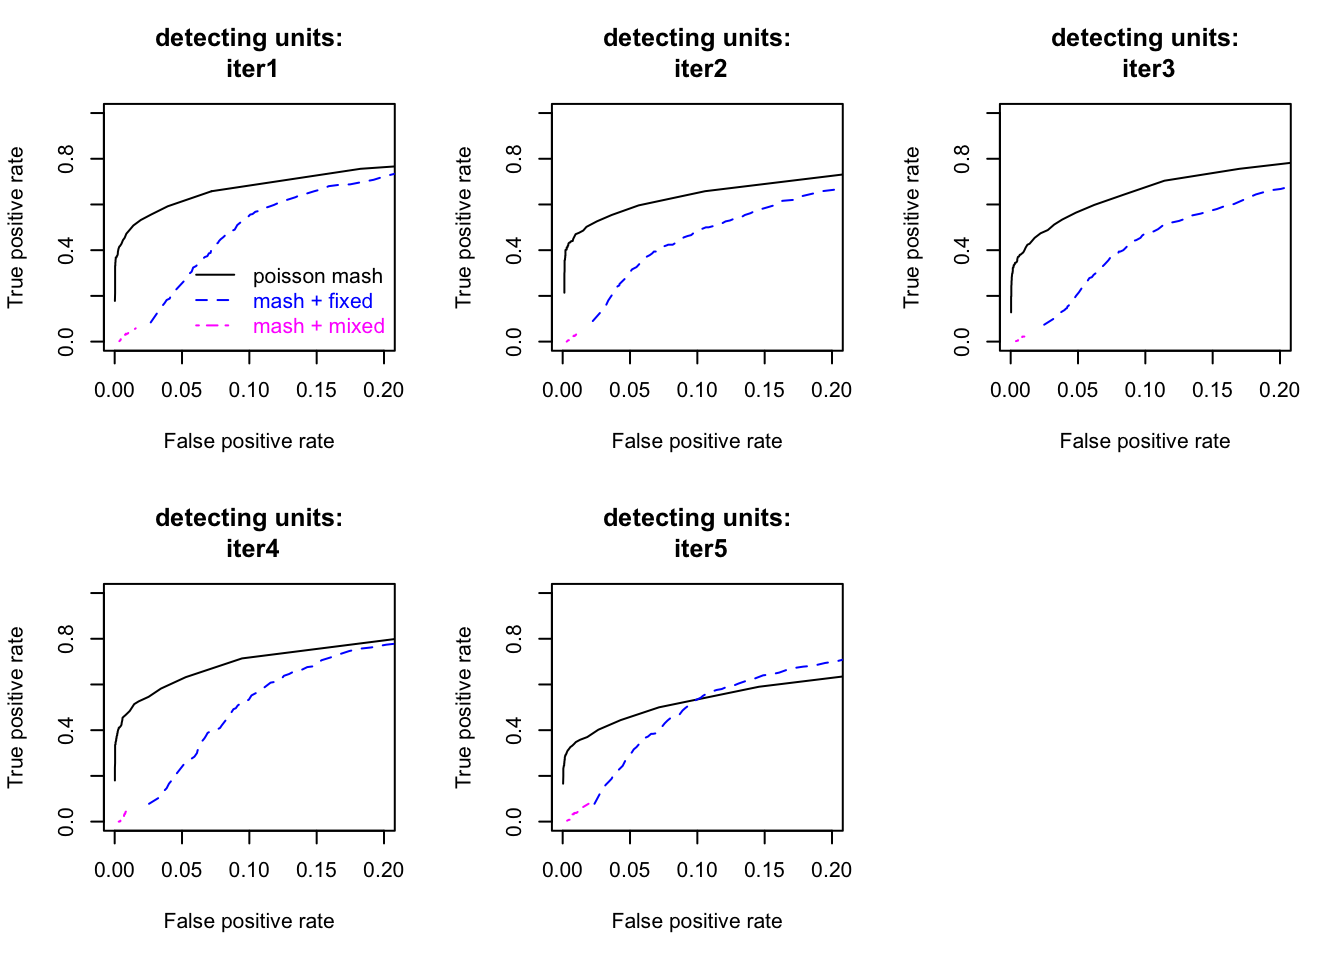 detecting units:
iter1
True positive rate
0.0 0.4 0.8
poisson mash
mash + fixed
mash + mixed
0.00 0.05 0.10 0.15 0.20
False positive rate
detecting units:
iter2
True positive rate
0.0 0.4 0.8
0.00 0.05 0.10 0.15 0.20
False positive rate
detecting units:
iter3
True positive rate
0.0 0.4 0.8
0.00 0.05 0.10 0.15 0.20
False positive rate
detecting units:
iter4
True positive rate
0.0 0.4 0.8
0.00 0.05 0.10 0.15 0.20
False positive rate
detecting units:
iter5
True positive rate
0.0 0.4 0.8
0.00 0.05 0.10 0.15 0.20
False positive rate